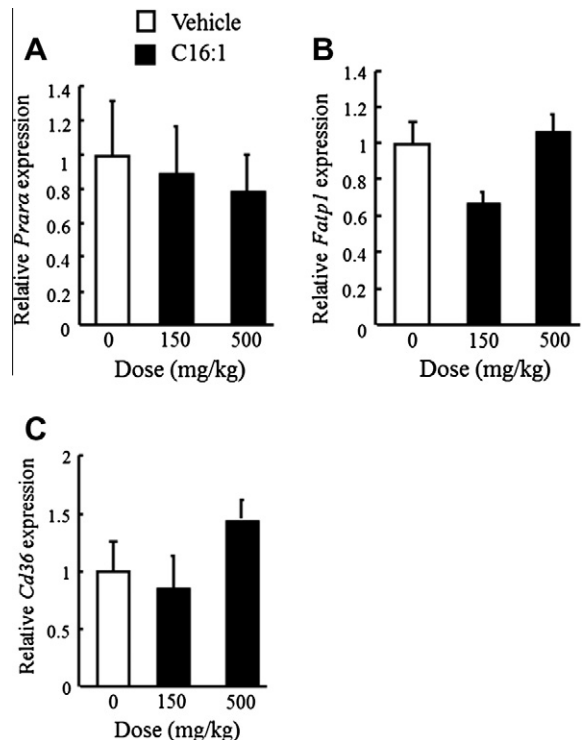 Vehicle
C16:1
A
1.4
1.2
1
0.8
0.6
0.4
0.2
0
Relative Prara expression
0 150 500
Dose (mg/kg)
B
1.4
1.2
1
0.8
0.6
0.4
0.2
0
Relative Fatp1 expression
0 150 500
Dose (mg/kg)
C
2
1.5
1
0.5
0
Relative Cd36 expression
0 150 500
Dose (mg/kg)